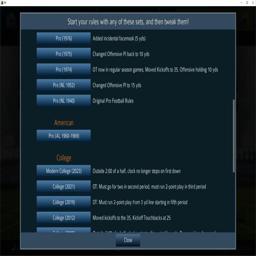 Start your rules with any of these sets, and then tweak them!
Pro (1976) Added incidental facemask (5 yds)
Pro (1975) Changed Offensive PI back to 10 yds
Pro (1974) OT now in regular season games, Moved Kickoffs to 35, Offensive holding 10 yds
Pro (NL 1952) Changed Offensive PI to 15 yds
Pro (NL 1940) Original Pro Football Rules
American
Pro (AL 1960-1969)
College
Modern College (2023) Outside 2:00 of a half, clock no longer stops on first down
College (2021) OT: Must go for two in second period, must run 2-point play in third period
College (2019) OT: Must run 2-point play from 3 yd line starting in fifth period
College (2012) Moved kickoffs to the 35, Kickoff Touchbacks at 25
Close